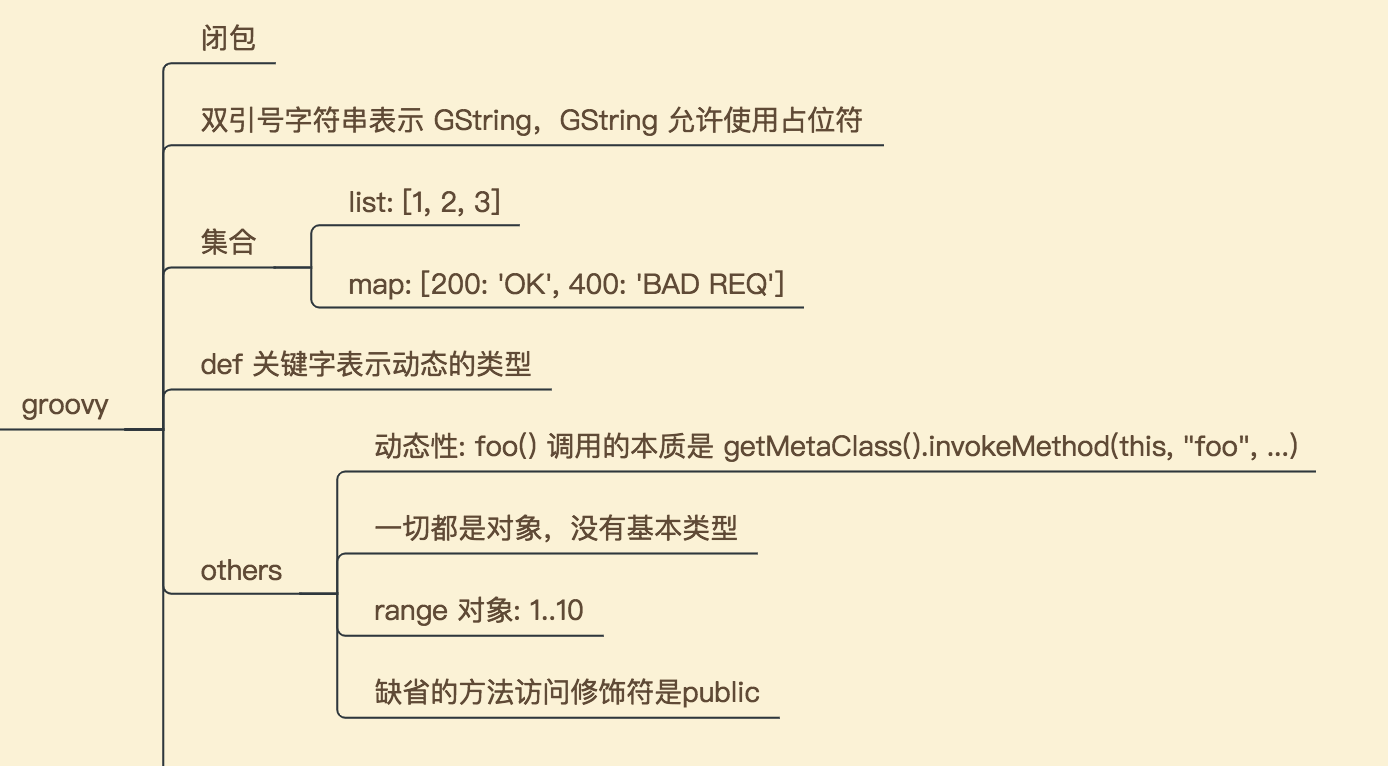 闭包
双引号字符串表示 GString，GString 允许使用占位符
list: [1, 2, 3]
集合
map: [200: 'OK', 400: 'BAD REQ']
def 关键字表示动态的类型
groovy
动态性: foo() 调用的本质是 getMetaClass().invokeMethod(this, "foo", ...)
一切都是对象，没有基本类型
others
range 对象: 1..10
缺省的方法访问修饰符是public